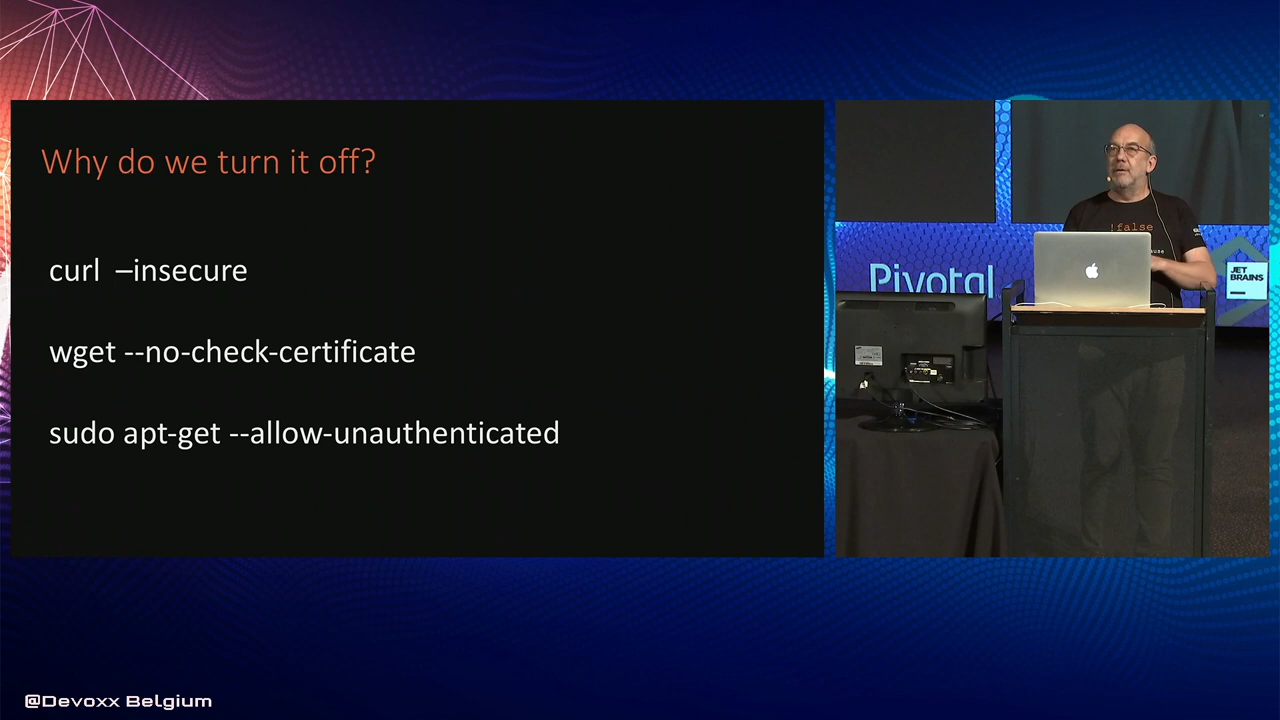 Why do we turn it off?
curl –insecure
wget --no-check-certificate
sudo apt-get --allow-unauthenticated
!false
Pivotal
JET
BRAINS
@Devoxx Belgium